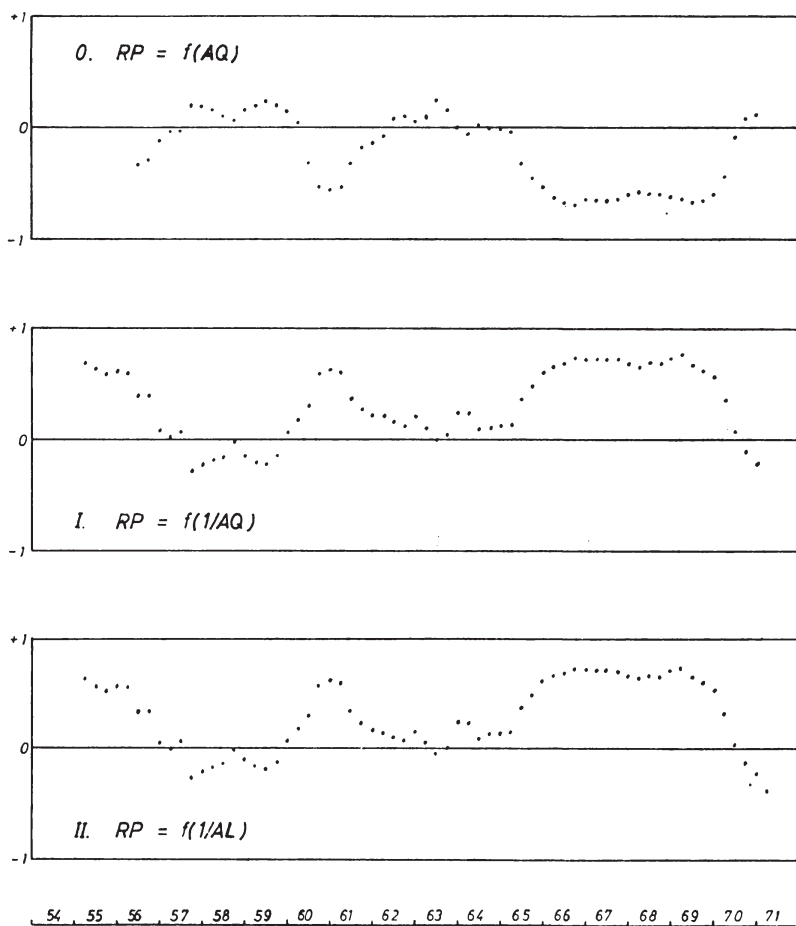 +1
0. RP = f(AQ)
0
-1
+1
0
I. RP = f(1/AQ)
-1
+1
0
II. RP = f(1/AL)
-1
54 55 56 57 58 59 60 61 62 63 64 65 66 67 68 69 70 71